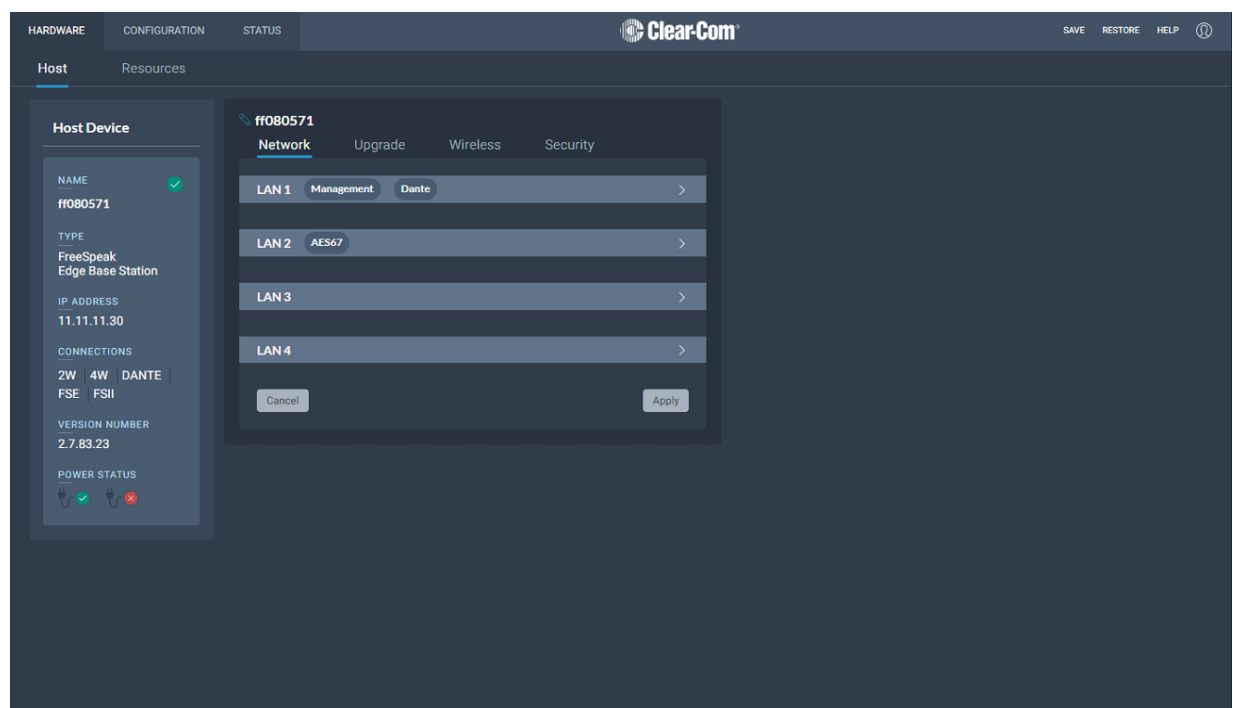 HARDWARE CONFIGURATION STATUS Clear-Com SAVE RESTORE HELP
Host Resources
Host Device
NAME
ff080571
TYPE
FreeSpeak
Edge Base Station
IP ADDRESS
11.11.11.30
CONNECTIONS
2W 4W DANTE
FSE FSII
VERSION NUMBER
2.7.83.23
POWER STATUS
ff080571
Network Upgrade Wireless Security
LAN 1 Management Dante
LAN 2 AES67
LAN 3
LAN 4
Cancel Apply